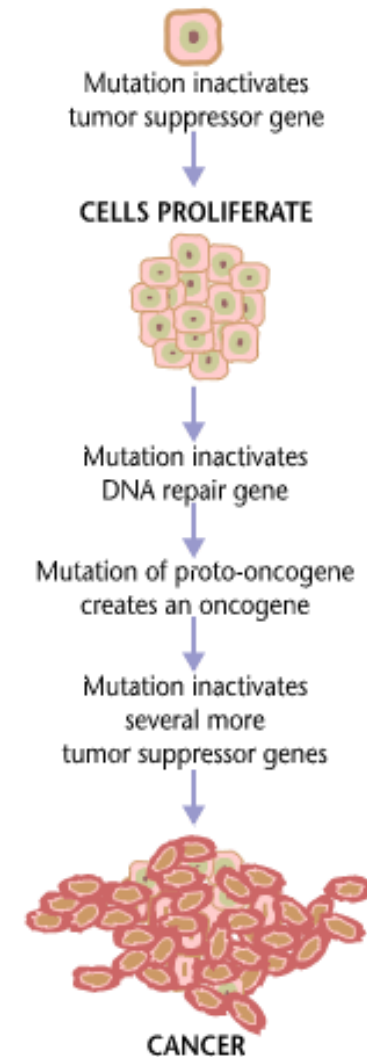 Mutation inactivates
tumor suppressor gene
CELLS PROLIFERATE
Mutation inactivates
DNA repair gene
Mutation of proto-oncogene
creates an oncogene
Mutation inactivates
several more
tumor suppressor genes
CANCER